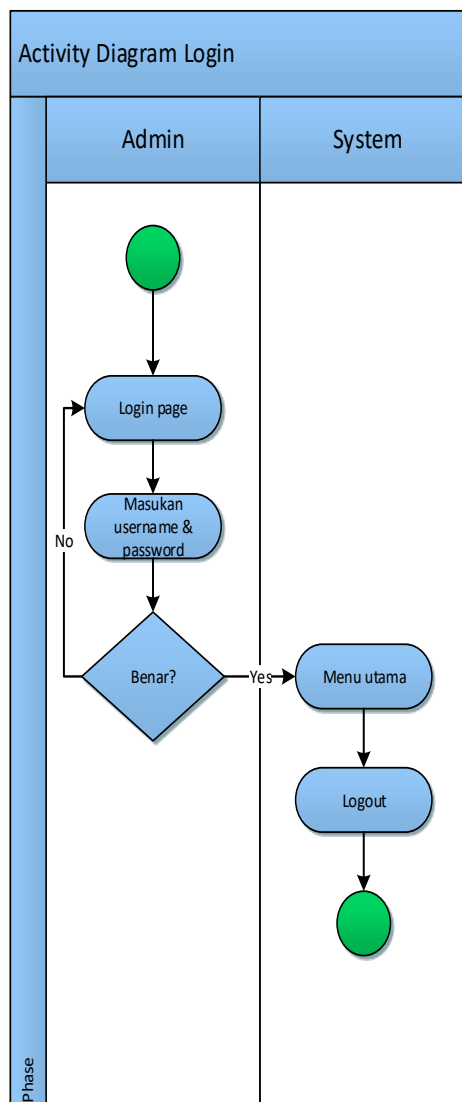 Activity Diagram Login
Admin
System
Login page
Masukan
username &
password
No
Benar?
Yes
Menu utama
Logout
Phase